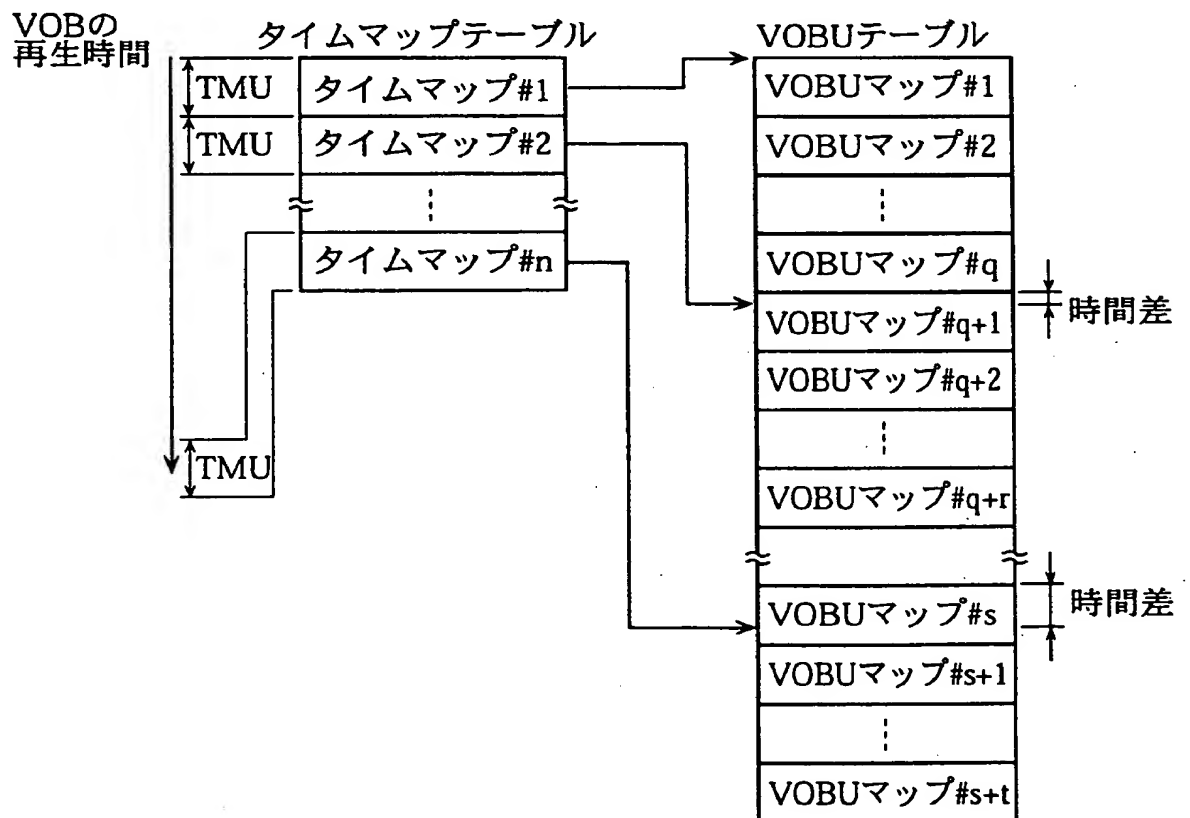 VOBの
再生時間
タイムマップテーブル
TMU
タイムマップ#1
TMU
タイムマップ#2
タイムマップ#n
TMU
VOBUテーブル
VOBUマップ#1
VOBUマップ#2
VOBUマップ#q
VOBUマップ#q+1
時間差
VOBUマップ#q+2
VOBUマップ#q+r
VOBUマップ#s
時間差
VOBUマップ#s+1
VOBUマップ#s+t